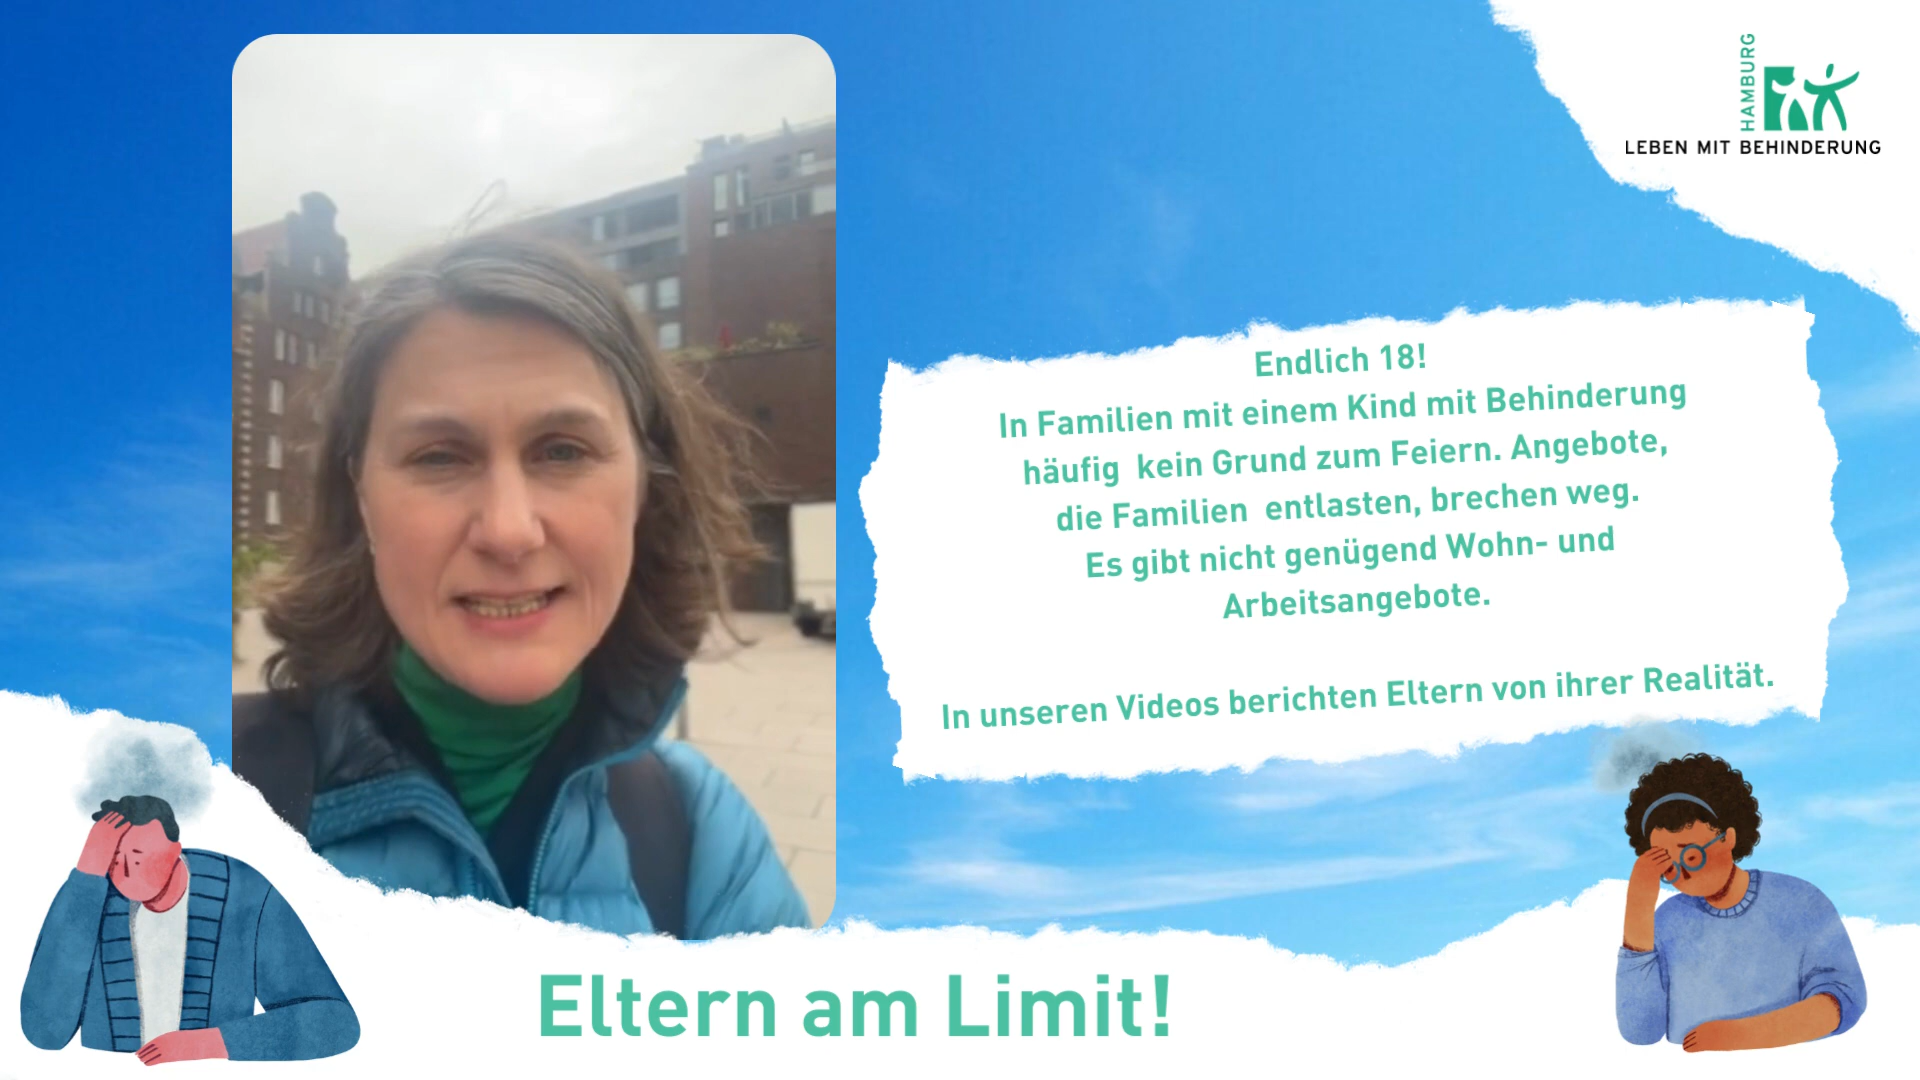 HAMBURG
LEBEN MIT BEHINDERUNG
Endlich 18!
In Familien mit einem Kind mit Behinderung
häufig kein Grund zum Feiern. Angebote,
die Familien entlasten, brechen weg.
Es gibt nicht genügend Wohn- und
Arbeitsangebote.
In unseren Videos berichten Eltern von ihrer Realität.
Eltern am Limit!